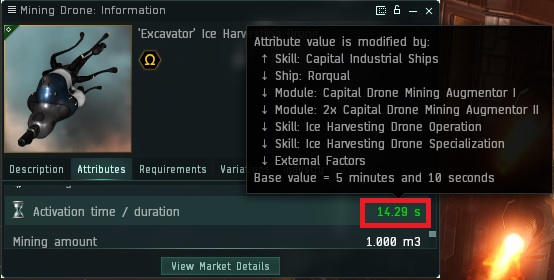 Mining Drone: Information
'Excavator' Ice Har
Ω
Attribute value is modified by:
↑ Skill: Capital Industrial Ships
↓ Ship: Rorqual
↓ Module: Capital Drone Mining Augmentor I
↓ Module: 2x Capital Drone Mining Augmentor II
↓ Skill: Ice Harvesting Drone Operation
↓ Skill: Ice Harvesting Drone Specialization
↓ External Factors
Base value = 5 minutes and 10 seconds
Description Attributes Requirements Varia
Activation time / duration 14.29 s
Mining amount 1.000 m3
View Market Details